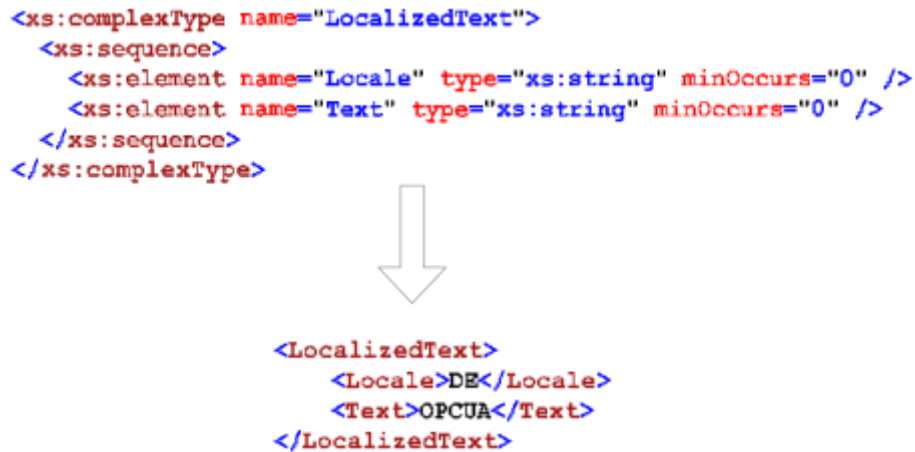 <xs:complexType name="LocalizedText">
<xs:sequence>
<xs:element name="Locale" type="xs:string" minOccurs="0" />
<xs:element name="Text" type="xs:string" minOccurs="0" />
</xs:sequence>
</xs:complexType>
<LocalizedText>
<Locale>DE</Locale>
<Text>OPCUA</Text>
</LocalizedText>